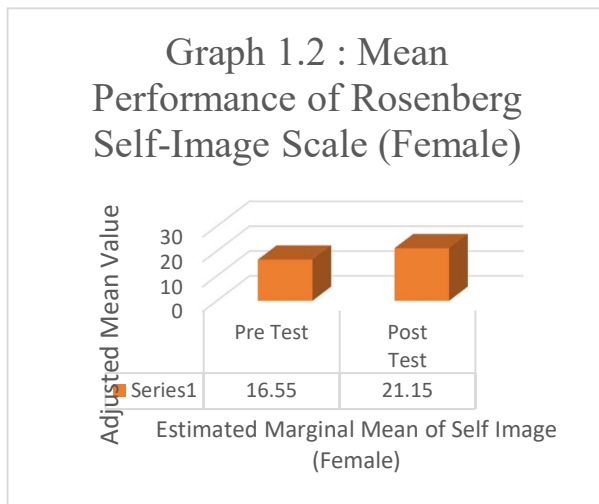 Graph 1.2 : Mean
Performance of Rosenberg
Self-Image Scale (Female)
Adjusted Mean Value
30
20
10
0
Pre Test Post
Test
Series1 16.55 21.15
Estimated Marginal Mean of Self Image
(Female)